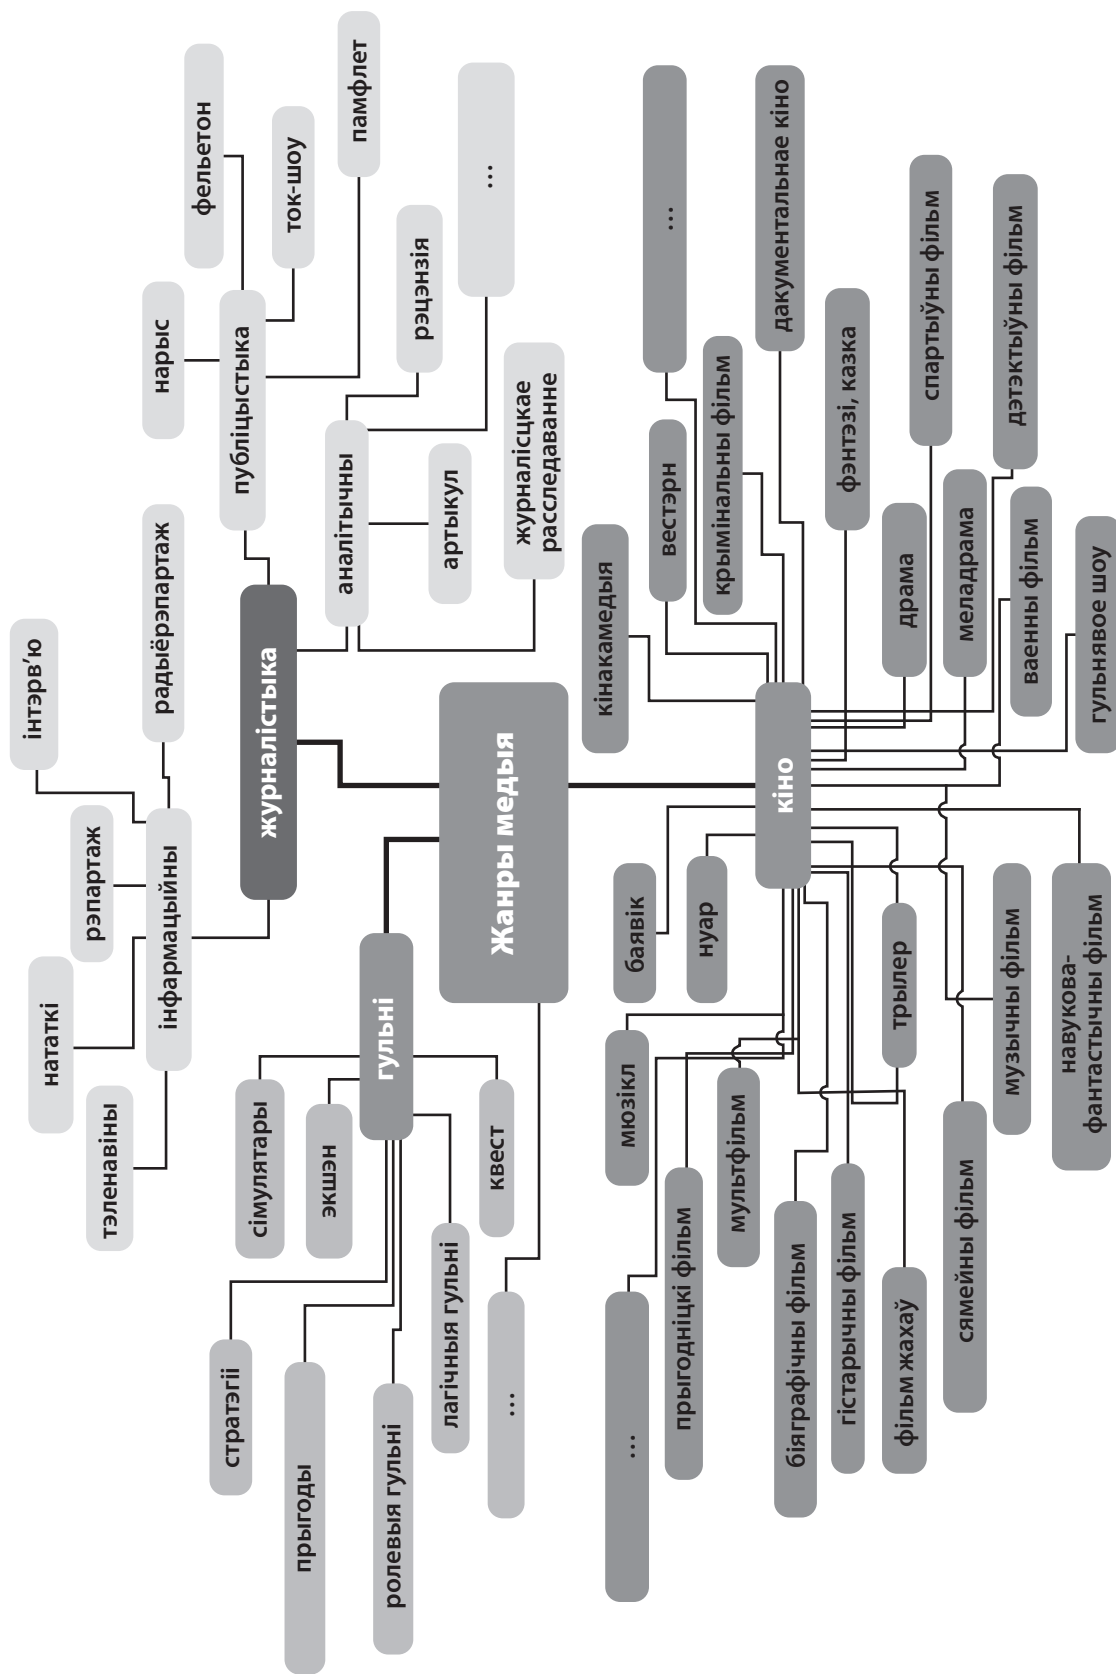 Жанры медыя
журналістыка
інфармацыйны
тэленавіны
нататкі
рэпартаж
інтэрв'ю
радыёрэпартаж
публіцыстыка
нарыс
фельетон
ток-шоу
памфлет
аналітычны
рэцэнзія
артыкул
журналісцкае
расследаванне
…
гульні
сімулятары
экшэн
стратэгіі
прыгоды
ролевыя гульні
лагічныя гульні
квест
…
кіно
кінакамедыя
вестэрн
…
крымінальны фільм
дакументальнае кіно
фэнтэзі, казка
драма
спартыўны фільм
меладрама
дэтэктыўны фільм
ваенны фільм
гульнявое шоу
баявік
нуар
мюзікл
…
прыгодніцкі фільм
мультфільм
біяграфічны фільм
гістарычны фільм
трылер
фільм жахаў
сямейны фільм
музычны фільм
навукова-
фантастычны фільм